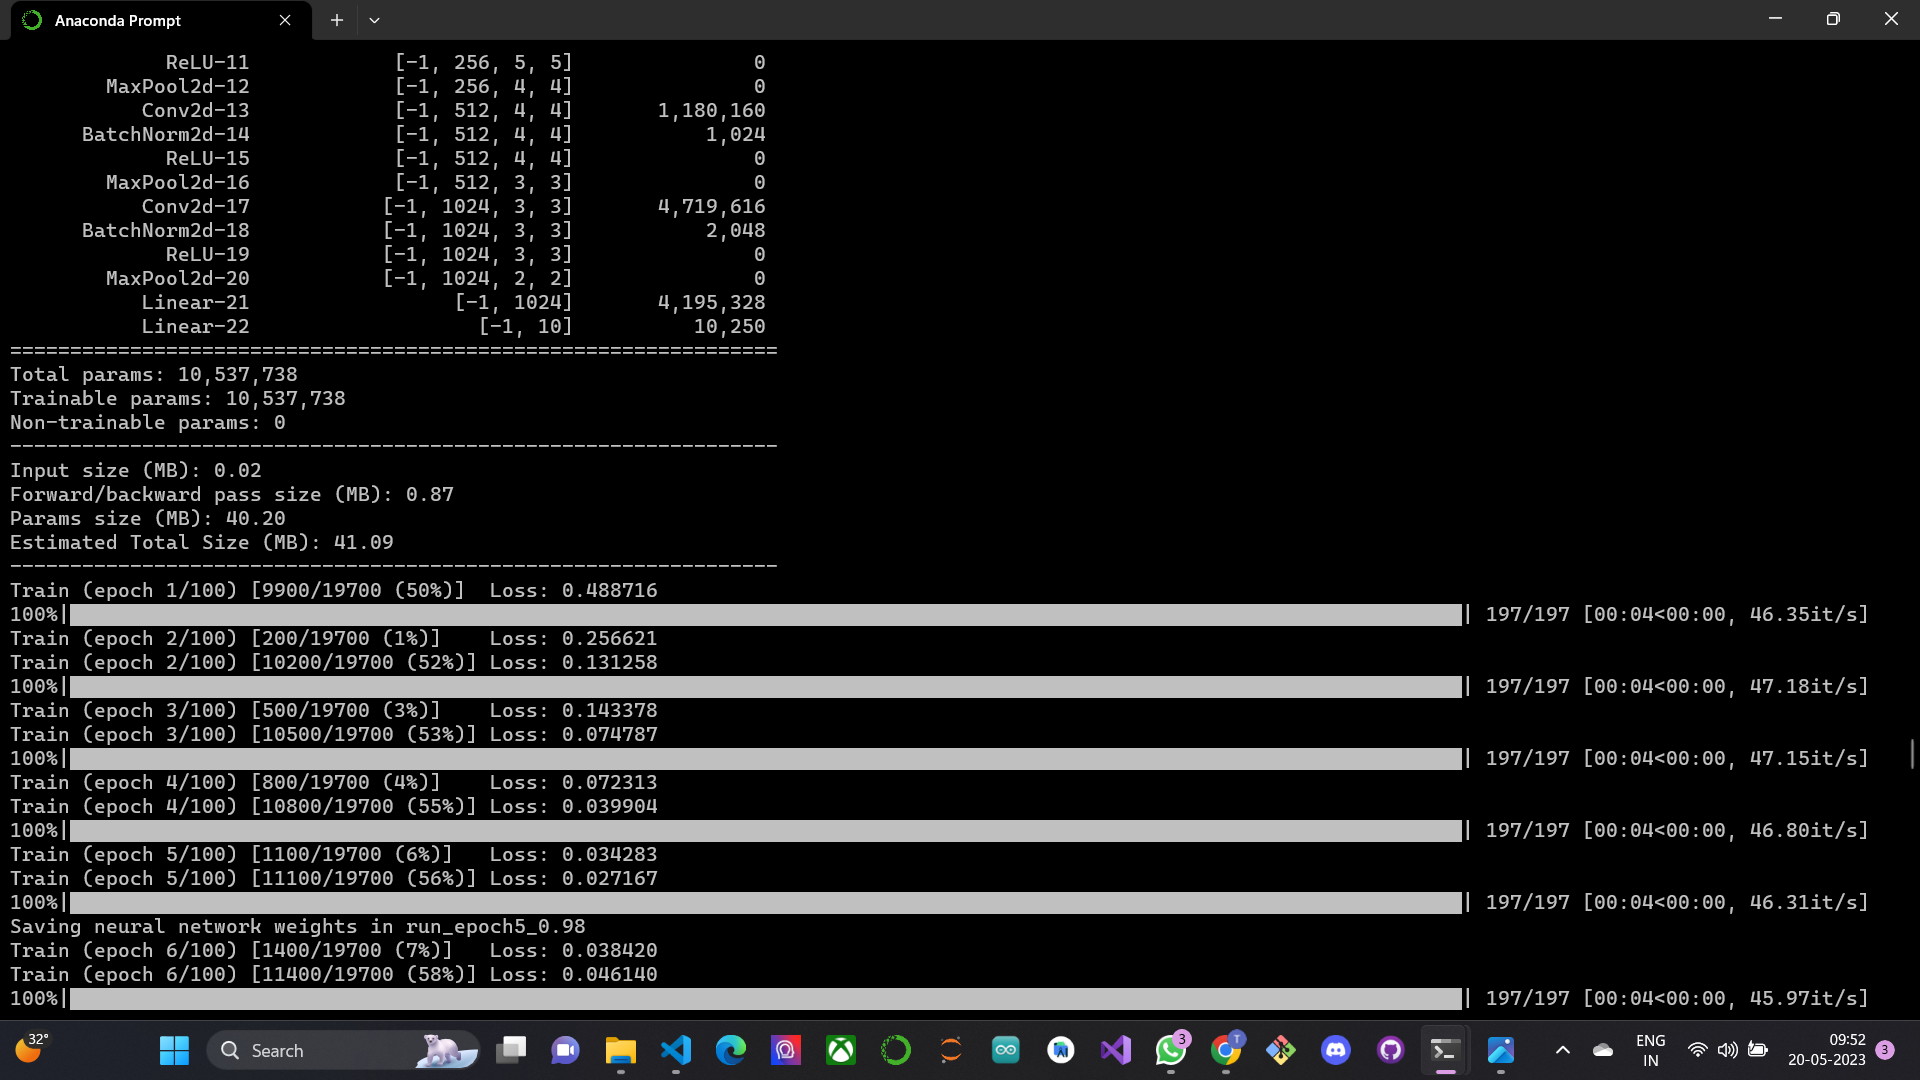 Anaconda Prompt
ReLU-11 [-1, 256, 5, 5] 0
MaxPool2d-12 [-1, 256, 4, 4] 0
Conv2d-13 [-1, 512, 4, 4] 1,180,160
BatchNorm2d-14 [-1, 512, 4, 4] 1,024
ReLU-15 [-1, 512, 4, 4] 0
MaxPool2d-16 [-1, 512, 3, 3] 0
Conv2d-17 [-1, 1024, 3, 3] 4,719,616
BatchNorm2d-18 [-1, 1024, 3, 3] 2,048
ReLU-19 [-1, 1024, 3, 3] 0
MaxPool2d-20 [-1, 1024, 2, 2] 0
Linear-21 [-1, 1024] 4,195,328
Linear-22 [-1, 10] 10,250
================================================================
Total params: 10,537,738
Trainable params: 10,537,738
Non-trainable params: 0
----------------------------------------------------------------
Input size (MB): 0.02
Forward/backward pass size (MB): 0.87
Params size (MB): 40.20
Estimated Total Size (MB): 41.09
----------------------------------------------------------------
Train (epoch 1/100) [9900/19700 (50%)] Loss: 0.488716
100%| | 197/197 [00:04<00:00, 46.35it/s]
Train (epoch 2/100) [200/19700 (1%)] Loss: 0.256621
Train (epoch 2/100) [10200/19700 (52%)] Loss: 0.131258
100%| | 197/197 [00:04<00:00, 47.18it/s]
Train (epoch 3/100) [500/19700 (3%)] Loss: 0.143378
Train (epoch 3/100) [10500/19700 (53%)] Loss: 0.074787
100%| | 197/197 [00:04<00:00, 47.15it/s]
Train (epoch 4/100) [800/19700 (4%)] Loss: 0.072313
Train (epoch 4/100) [10800/19700 (55%)] Loss: 0.039904
100%| | 197/197 [00:04<00:00, 46.80it/s]
Train (epoch 5/100) [1100/19700 (6%)] Loss: 0.034283
Train (epoch 5/100) [11100/19700 (56%)] Loss: 0.027167
100%| | 197/197 [00:04<00:00, 46.31it/s]
Saving neural network weights in run_epoch5_0.98
Train (epoch 6/100) [1400/19700 (7%)] Loss: 0.038420
Train (epoch 6/100) [11400/19700 (58%)] Loss: 0.046140
100%| | 197/197 [00:04<00:00, 45.97it/s]
32°
Search
3
T
ENG
IN
09:52
20-05-2023
3